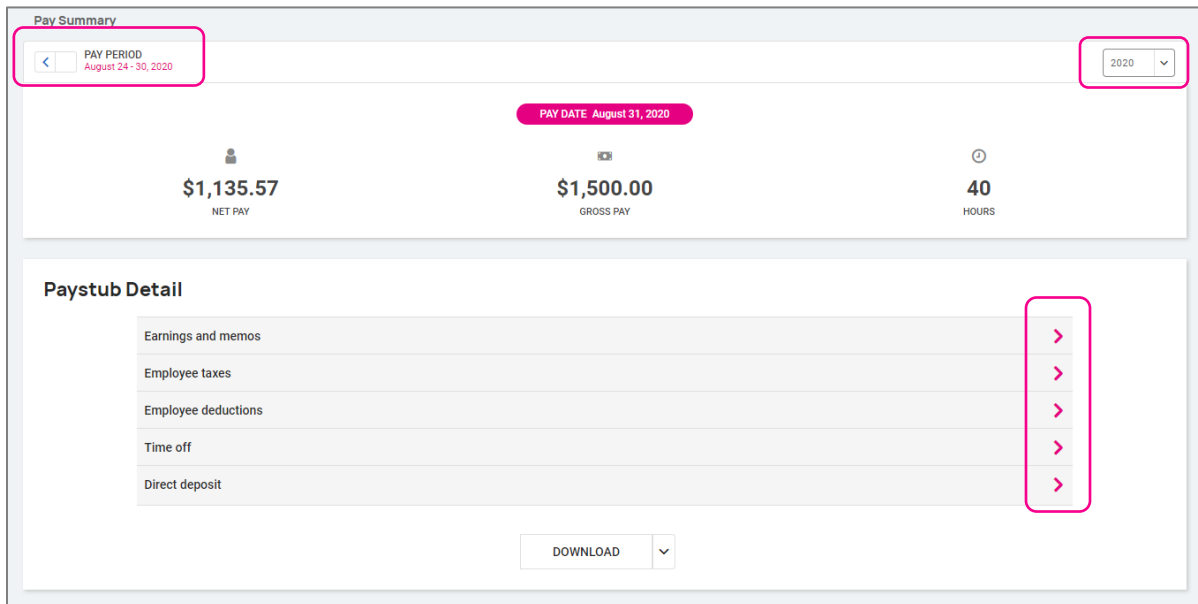 Pay Summary
PAY PERIOD
August 24 - 30, 2020
2020
PAY DATE August 31, 2020
$1,135.57
NET PAY
$1,500.00
GROSS PAY
40
HOURS
Paystub Detail
Earnings and memos
Employee taxes
Employee deductions
Time off
Direct deposit
DOWNLOAD